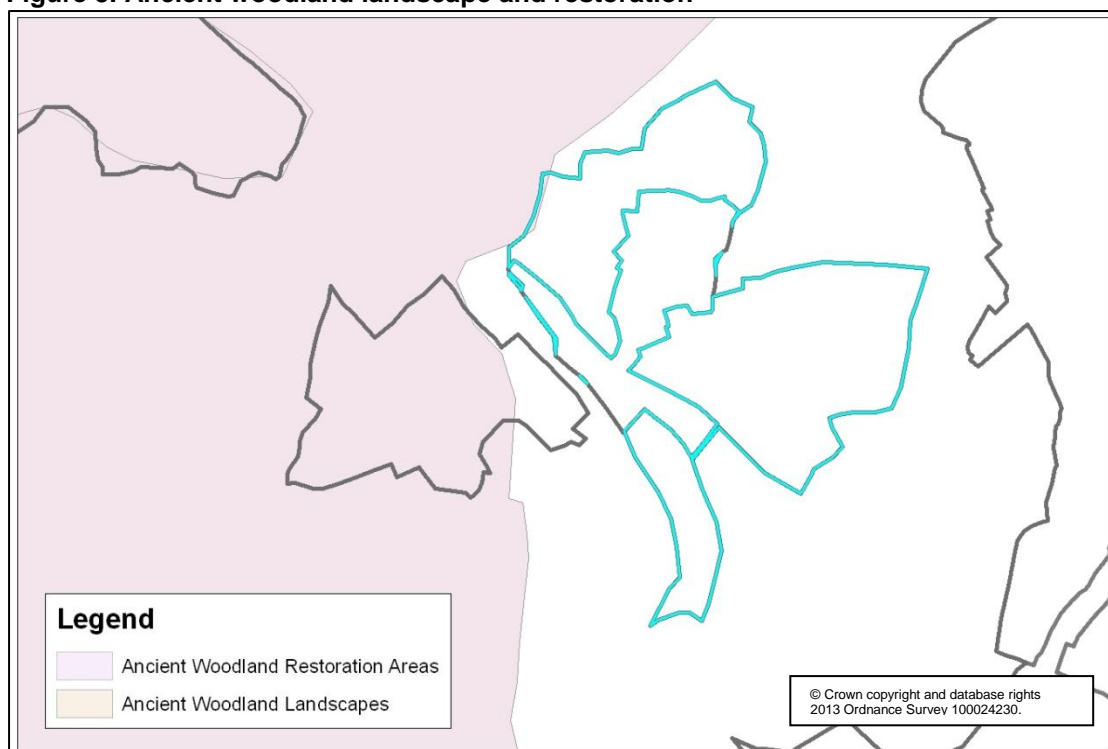 Figure 3. Ancient woodland landscape and restoration
Legend
Ancient Woodland Restoration Areas
Ancient Woodland Landscapes
© Crown copyright and database rights
2013 Ordnance Survey 100024230.